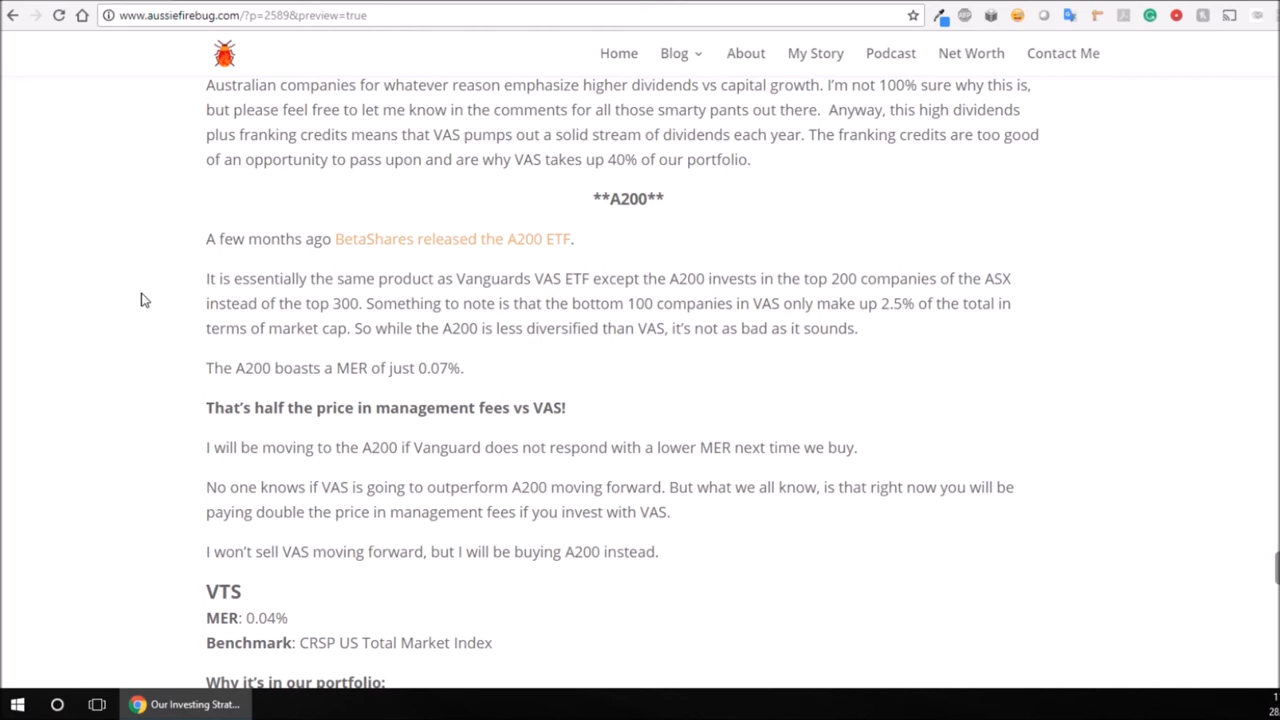 www.aussiefirebug.com/?p=2589&preview=true
Home Blog About My Story Podcast Net Worth Contact Me
Australian companies for whatever reason emphasize higher dividends vs capital growth. I'm not 100% sure why this is,
but please feel free to let me know in the comments for all those smarty pants out there. Anyway, this high dividends
plus franking credits means that VAS pumps out a solid stream of dividends each year. The franking credits are too good
of an opportunity to pass upon and are why VAS takes up 40% of our portfolio.
**A200**
A few months ago BetaShares released the A200 ETF.
It is essentially the same product as Vanguards VAS ETF except the A200 invests in the top 200 companies of the ASX
instead of the top 300. Something to note is that the bottom 100 companies in VAS only make up 2.5% of the total in
terms of market cap. So while the A200 is less diversified than VAS, it's not as bad as it sounds.
The A200 boasts a MER of just 0.07%.
That's half the price in management fees vs VAS!
I will be moving to the A200 if Vanguard does not respond with a lower MER next time we buy.
No one knows if VAS is going to outperform A200 moving forward. But what we all know, is that right now you will be
paying double the price in management fees if you invest with VAS.
I won't sell VAS moving forward, but I will be buying A200 instead.
VTS
MER: 0.04%
Benchmark: CRSP US Total Market Index
Why it's in our portfolio:
Our Investing Strat...